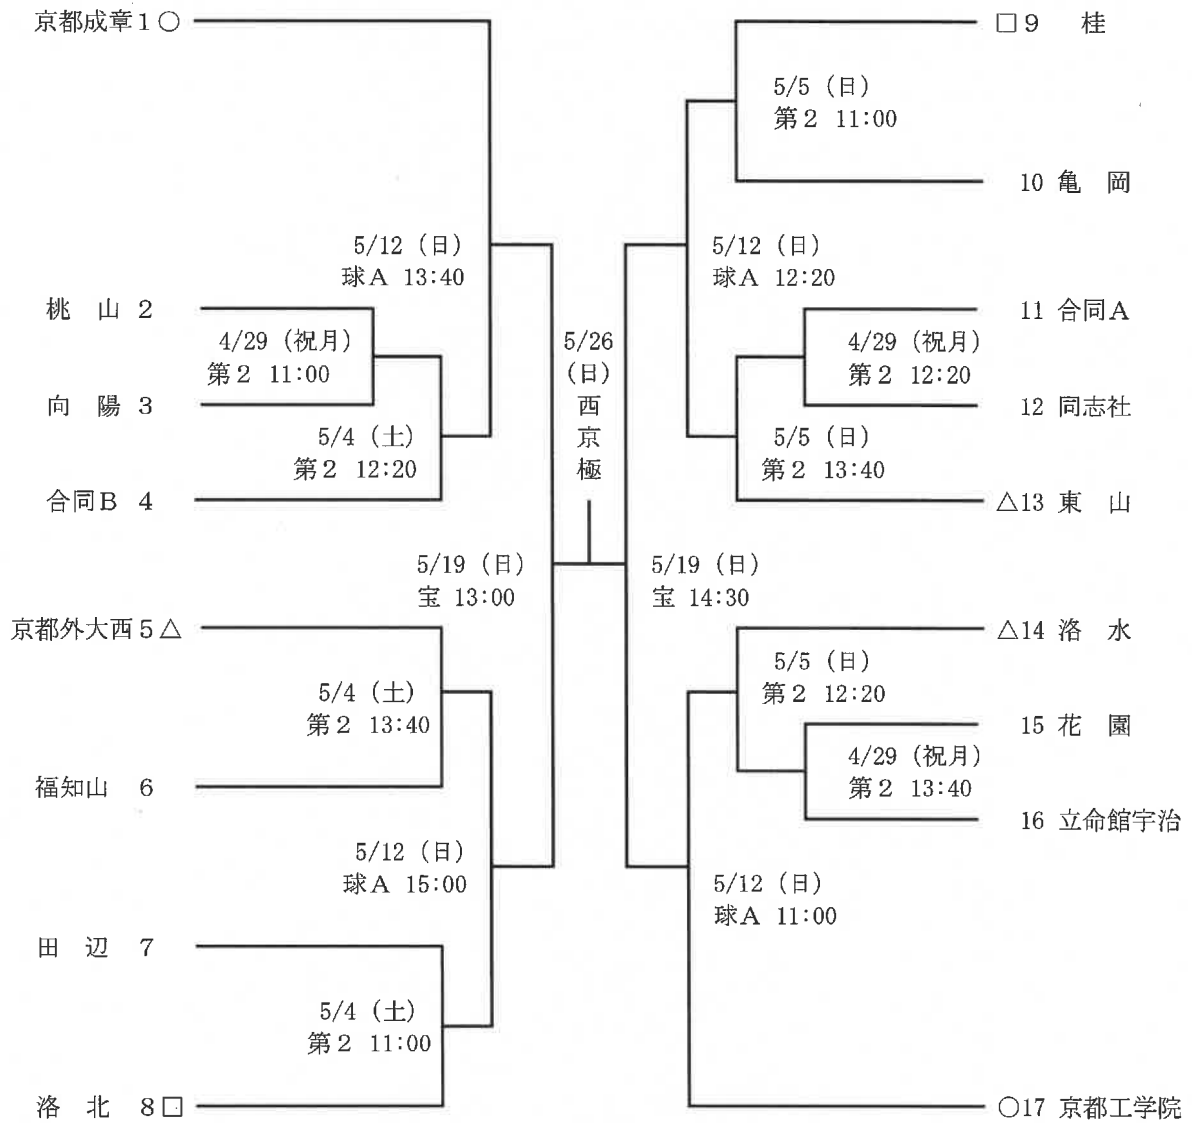 京都成章 1 ○
5/12 (日)
球A 13:40
桃 山 2
4/29 (祝月)
第2 11:00
向 陽 3
5/4 (土)
第2 12:20
合同B 4
5/19 (日)
宝 13:00
京都外大西 5 △
5/4 (土)
第2 13:40
福知山 6
5/12 (日)
球A 15:00
田 辺 7
5/4 (土)
第2 11:00
洛 北 8 □
5/26
(日)
西
京
極
□ 9 桂
5/5 (日)
第2 11:00
10 亀 岡
5/12 (日)
球A 12:20
11 合同A
4/29 (祝月)
第2 12:20
12 同志社
5/5 (日)
第2 13:40
△13 東 山
5/19 (日)
宝 14:30
△14 洛 水
5/5 (日)
第2 12:20
15 花 園
4/29 (祝月)
第2 13:40
16 立命館宇治
5/12 (日)
球A 11:00
○17 京都工学院